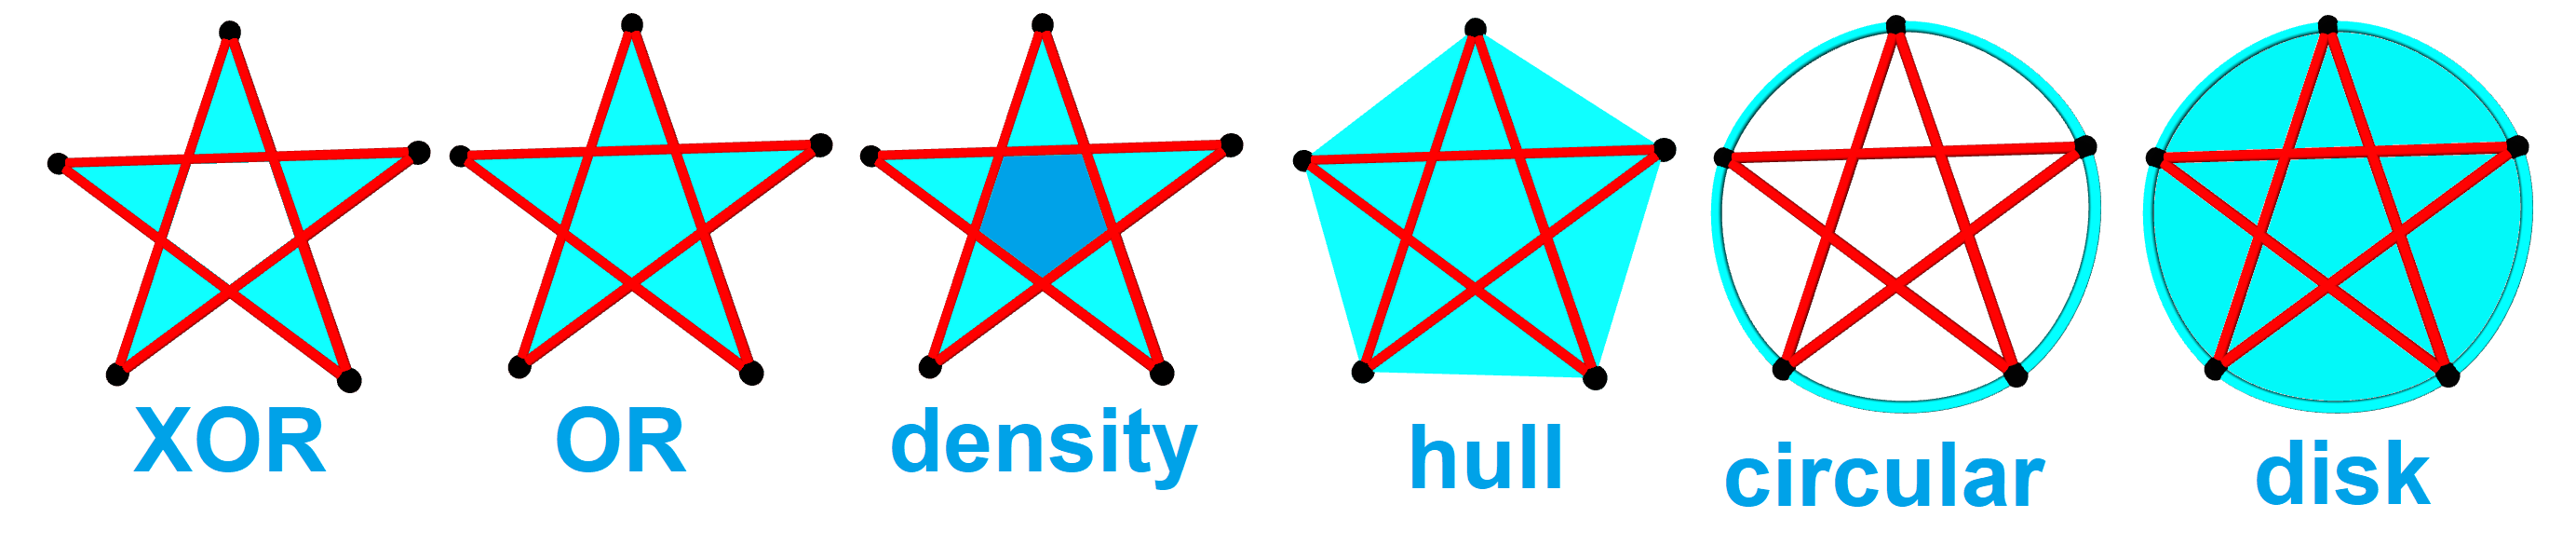 XOR
OR
density
hull
circular
disk